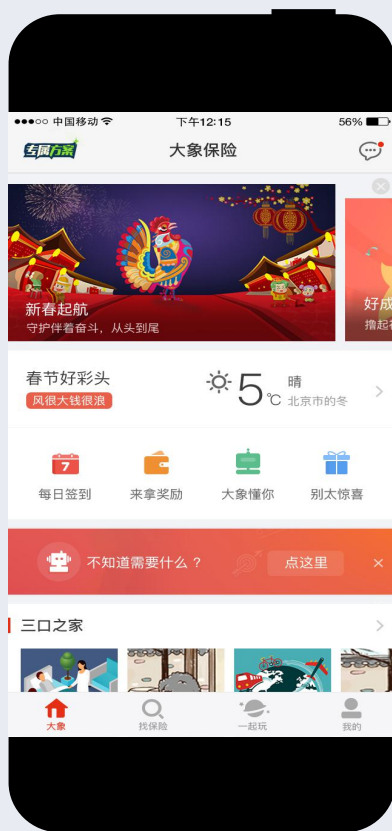 ●●●○○ 中国移动 下午12:15 56%
专属方案 大象保险
新春起航
守护伴着奋斗，从头到尾
好成
撸起
春节好彩头
风很大钱很浪
5℃ 晴
北京市的冬
7
每日签到 来拿奖励 大象懂你 别太惊喜
不知道需要什么？ 点这里 ×
三口之家
大象 找保险 一起玩 我的